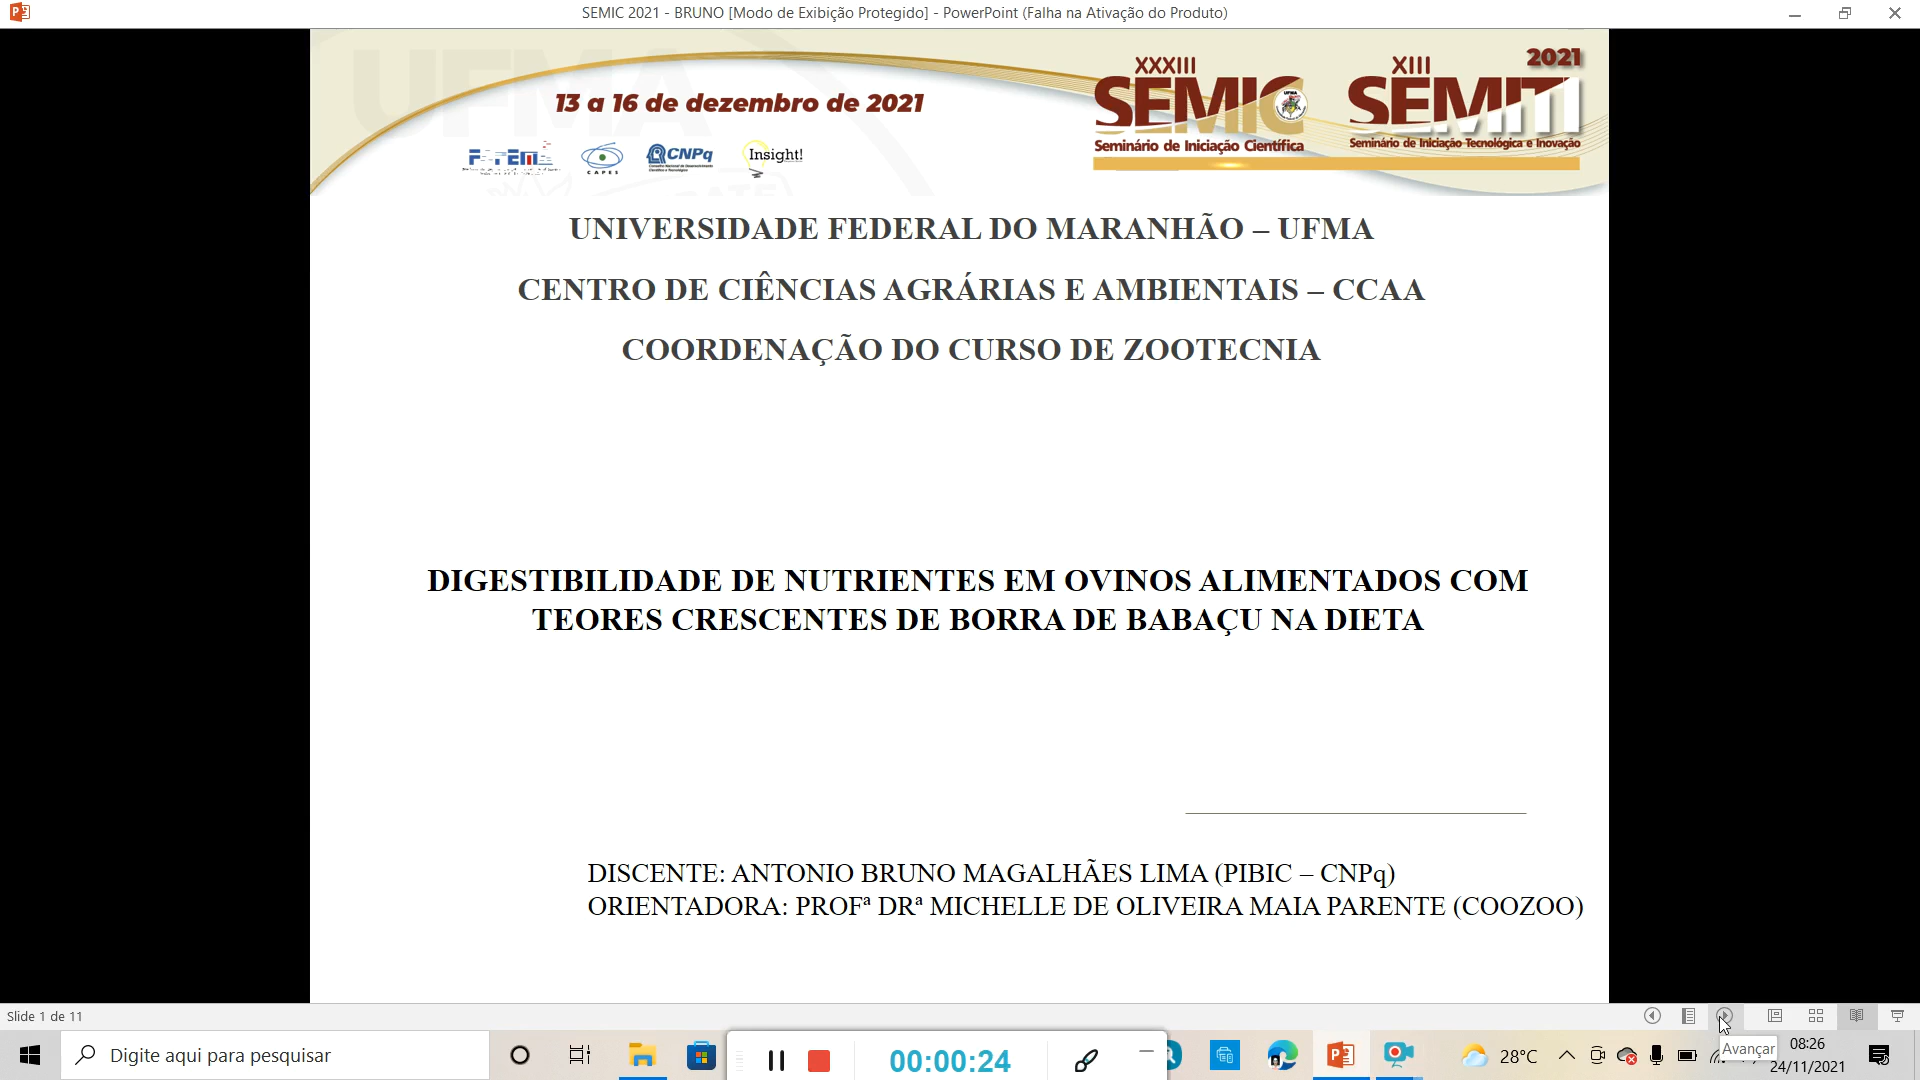 SEMIC 2021 - BRUNO [Modo de Exibição Protegido] - PowerPoint (Falha na Ativação do Produto)
UFMA
13 a 16 de dezembro de 2021
CAPES
CNPq
Insight!
XXXIII
SEMIC
Seminário de Iniciação Científica
2021
XIII
SEMITI
Seminário de Iniciação Tecnológica e Inovação
UNIVERSIDADE FEDERAL DO MARANHÃO – UFMA
CENTRO DE CIÊNCIAS AGRÁRIAS E AMBIENTAIS – CCAA
COORDENAÇÃO DO CURSO DE ZOOTECNIA
DIGESTIBILIDADE DE NUTRIENTES EM OVINOS ALIMENTADOS COM
TEORES CRESCENTES DE BORRA DE BABAÇU NA DIETA
DISCENTE: ANTONIO BRUNO MAGALHÃES LIMA (PIBIC – CNPq)
ORIENTADORA: PROFª DRª MICHELLE DE OLIVEIRA MAIA PARENTE (COOZOO)
Slide 1 de 11
Digite aqui para pesquisar
00:00:24
28°C
Avançar
08:26
24/11/2021